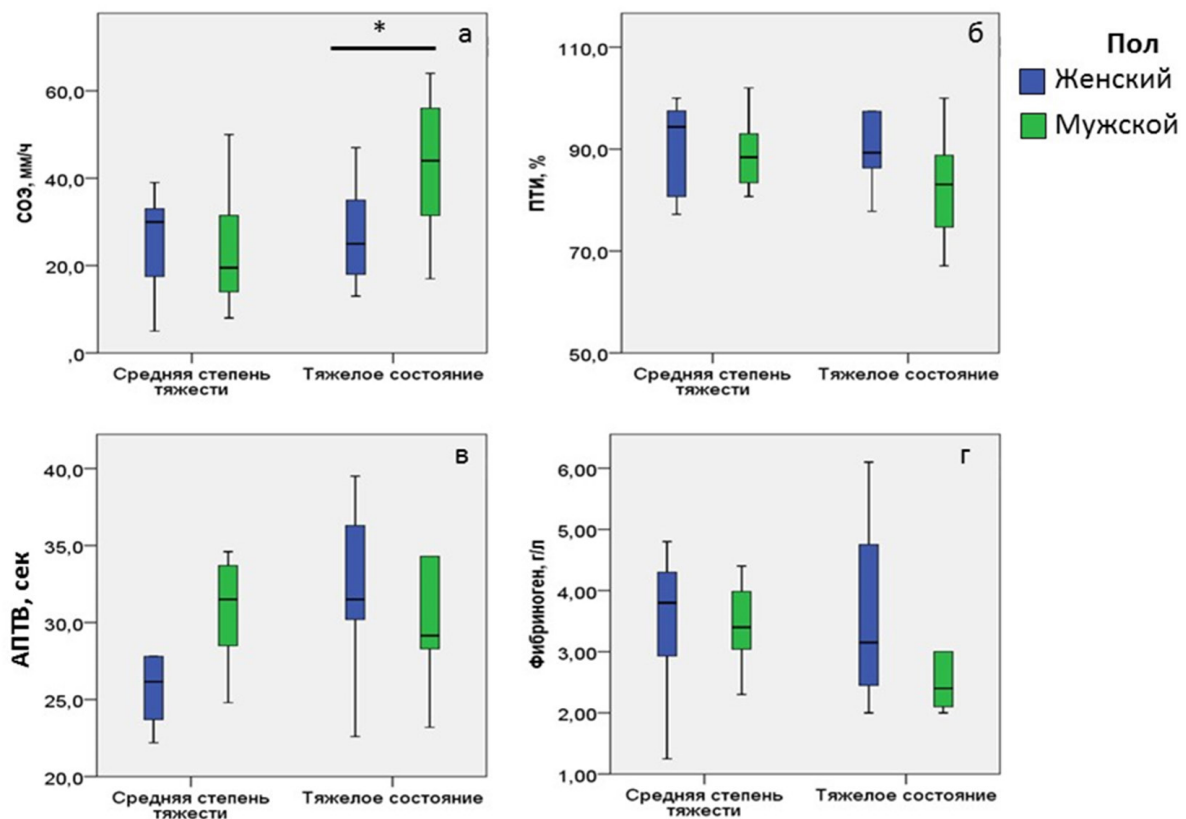 *
а
60,0
40,0
20,0
,0
СОЭ, мм/ч
Средняя степень
тяжести
Тяжелое состояние
б
110,0
90,0
70,0
50,0
ПТИ, %
Средняя степень
тяжести
Тяжелое состояние
Пол
Женский
Мужской
в
40,0
35,0
30,0
25,0
20,0
АПТВ, сек
Средняя степень
тяжести
Тяжелое состояние
г
6,00
5,00
4,00
3,00
2,00
1,00
Фибриноген, г/л
Средняя степень
тяжести
Тяжелое состояние